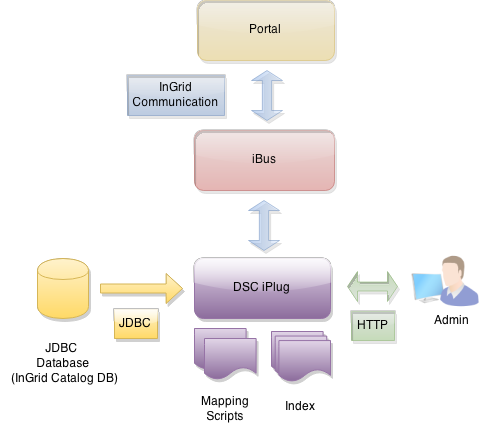 Portal
InGrid
Communication
iBus
DSC iPlug
JDBC
HTTP
Admin
JDBC
Database
(InGrid Catalog DB)
Mapping
Scripts
Index